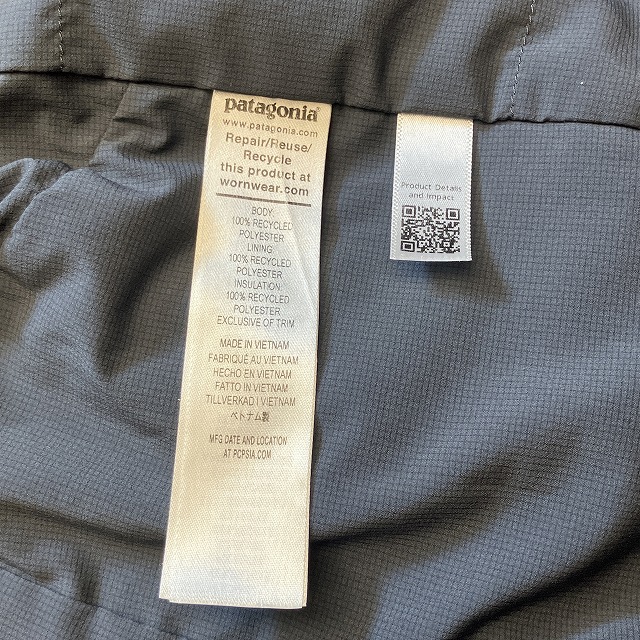 patagonia®
www.patagonia.com
Repair/Reuse/
Recycle
this product at
wornwear.com
BODY:
100% RECYCLED
POLYESTER
LINING:
100% RECYCLED
POLYESTER
INSULATION:
100% RECYCLED
POLYESTER
EXCLUSIVE OF TRIM
MADE IN VIETNAM
FABRIQUÉ AU VIETNAM
HECHO EN VIETNAM
FATTO IN VIETNAM
TILLVERKAD I VIETNAM
ベトナム製
MFG DATE AND LOCATION
AT PCPSIA.COM
Product Details
and Impact